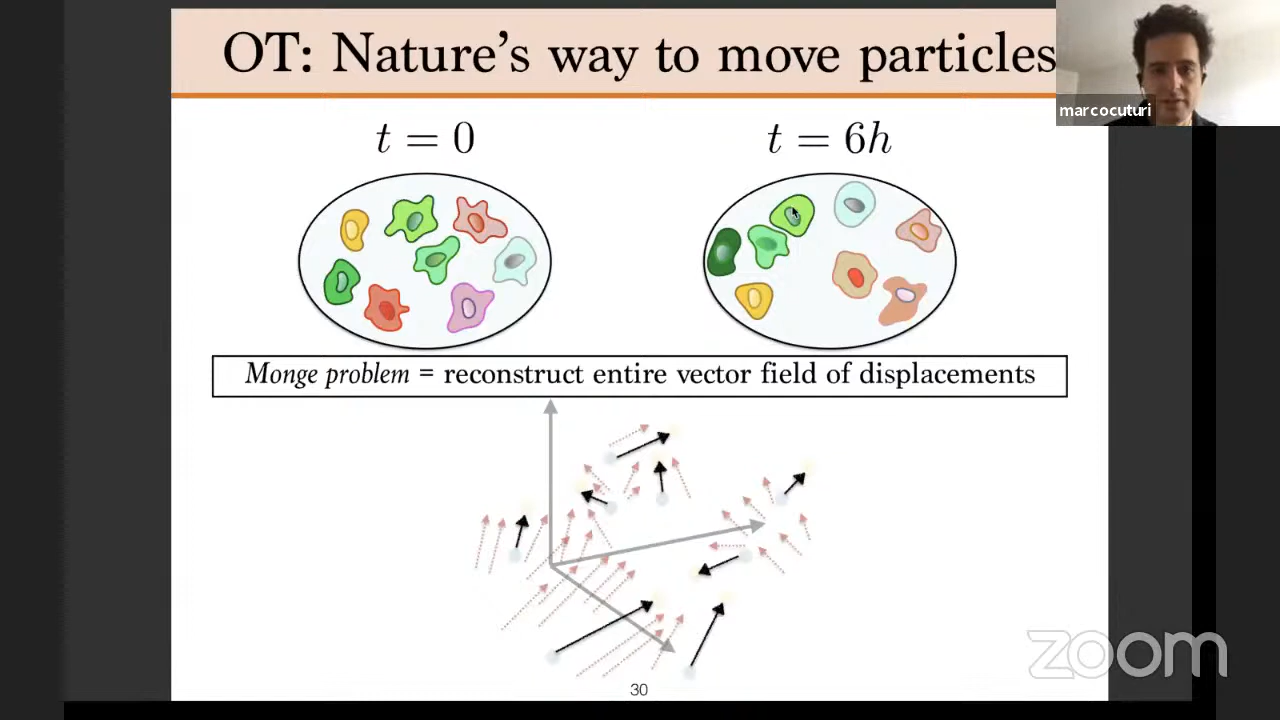 OT: Nature's way to move particles
marcocuturi
t = 0
t = 6h
Monge problem = reconstruct entire vector field of displacements
zoom
30